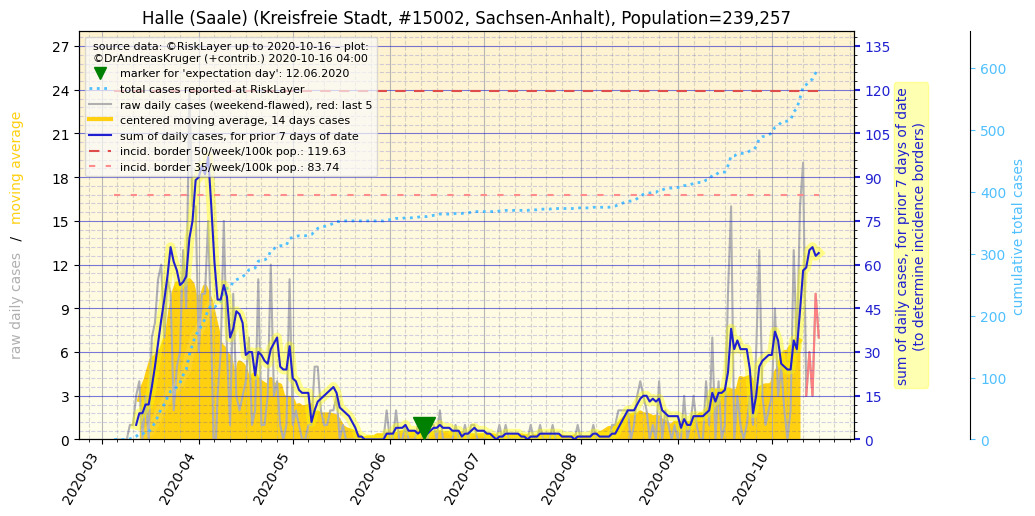 Halle (Saale) (Kreisfreie Stadt, #15002, Sachsen-Anhalt), Population=239,257
source data: ©RiskLayer up to 2020-10-16 – plot:
©DrAndreasKruger (+contrib.) 2020-10-16 04:00
marker for 'expectation day': 12.06.2020
total cases reported at RiskLayer
raw daily cases (weekend-flawed), red: last 5
centered moving average, 14 days cases
sum of daily cases, for prior 7 days of date
incid. border 50/week/100k pop.: 119.63
incid. border 35/week/100k pop.: 83.74
raw daily cases / moving average
27
24
21
18
15
12
9
6
3
0
2020-03
2020-04
2020-05
2020-06
2020-07
2020-08
2020-09
2020-10
135
120
105
90
75
60
45
30
15
0
sum of daily cases, for prior 7 days of date
(to determine incidence borders)
600
500
400
300
200
100
0
cumulative total cases